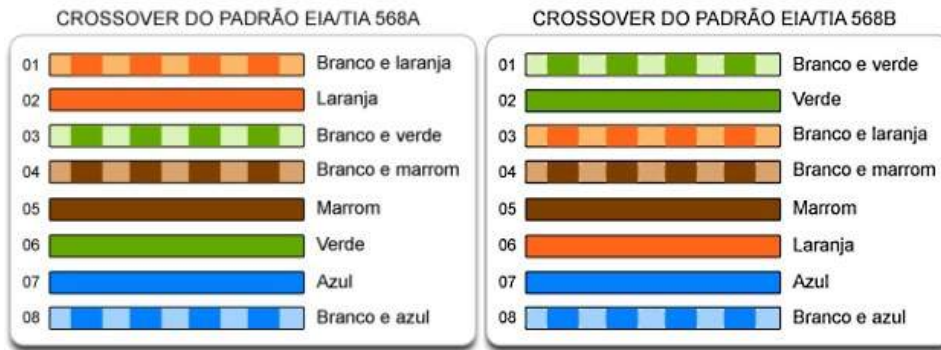 CROSSOVER DO PADRÃO EIA/TIA 568A
01 Branco e laranja
02 Laranja
03 Branco e verde
04 Branco e marrom
05 Marrom
06 Verde
07 Azul
08 Branco e azul
CROSSOVER DO PADRÃO EIA/TIA 568B
01 Branco e verde
02 Verde
03 Branco e laranja
04 Branco e marrom
05 Marrom
06 Laranja
07 Azul
08 Branco e azul